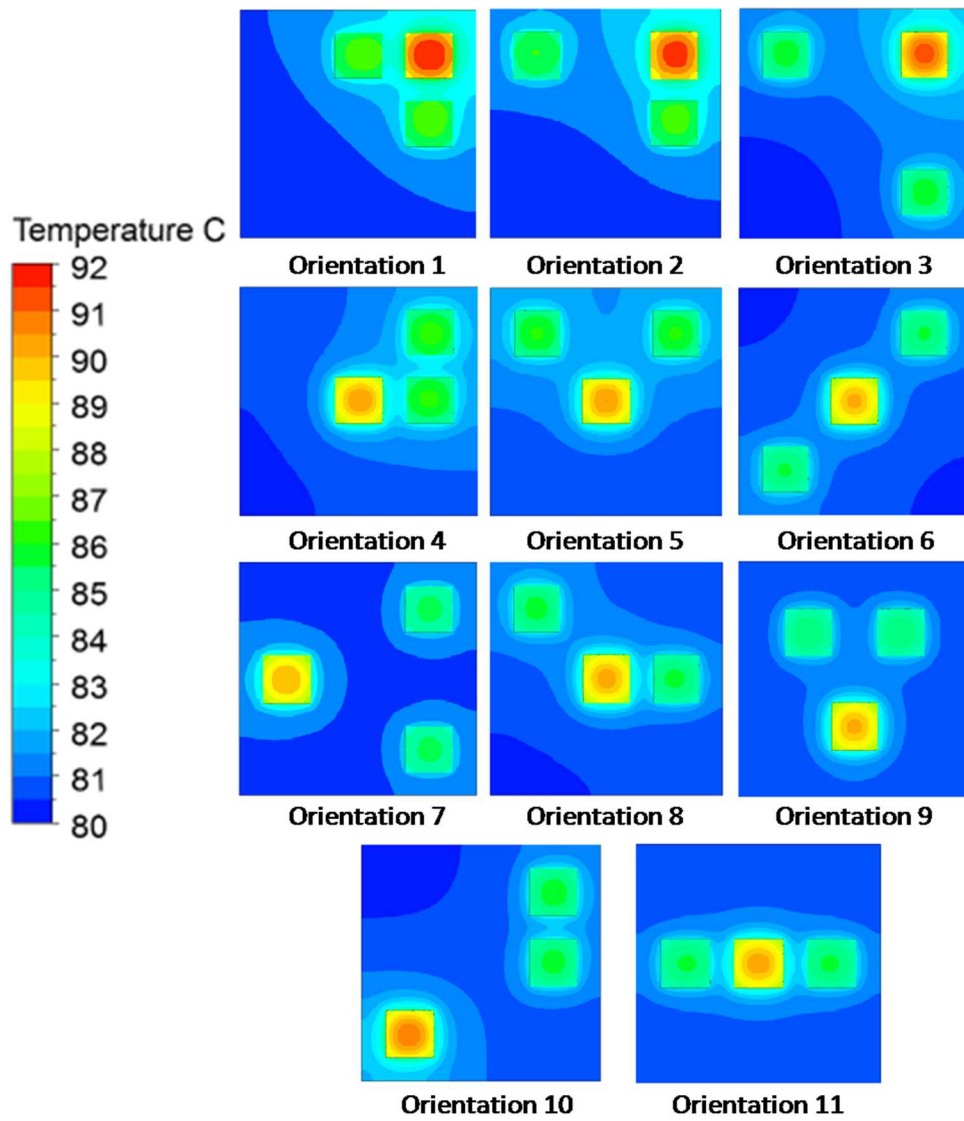 Orientation 1
Orientation 2
Orientation 3
Temperature C
92
91
90
89
88
87
86
85
84
83
82
81
80
Orientation 4
Orientation 5
Orientation 6
Orientation 7
Orientation 8
Orientation 9
Orientation 10
Orientation 11